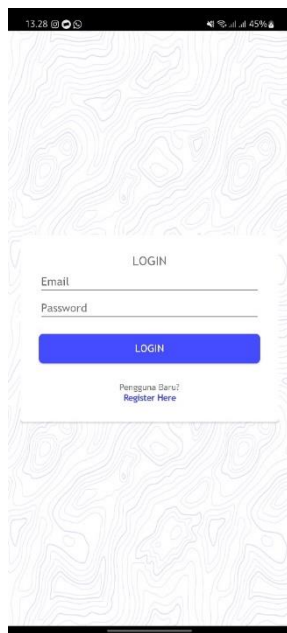 13.28 45%
LOGIN
Email
Password
LOGIN
Pengguna Baru?
Register Here